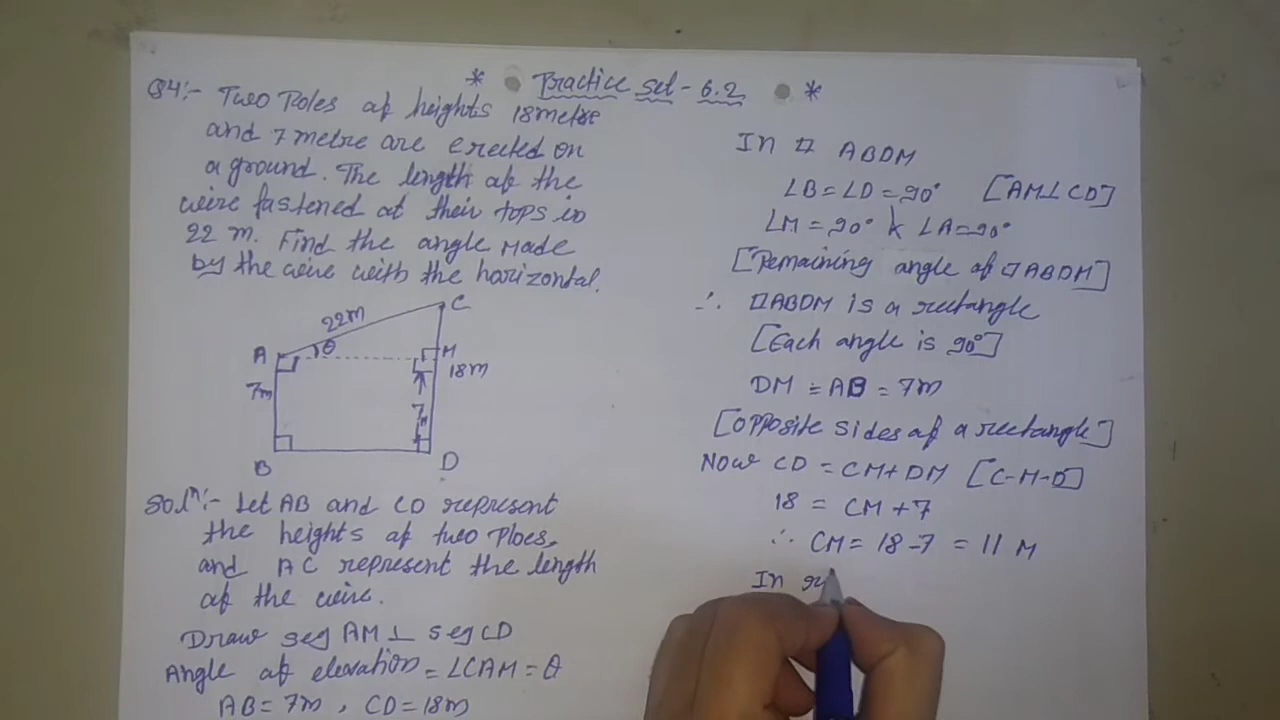 * Practice Set - 6.2 *
Q4:- Two Poles of heights 18 metre
and 7 metre are erected on
a ground. The length of the
wire fastened at their tops is
22 m. Find the angle Made
by the wire with the horizontal.
C
22m
A θ M
7m 18m
7m
B D
Solⁿ:- Let AB and CD represent
the heights of two Ploes,
and AC represent the length
of the wire.
Draw seg AM ⊥ seg CD
Angle of elevation = ∠CAM = θ
AB = 7m , CD = 18m
In □ ABDM
∠B = ∠D = 90° [AM ⊥ CD]
∠M = 90° & ∠A = 90°
[Remaining angle of □ABDM]
∴ □ABDM is a rectangle
[Each angle is 90°]
DM = AB = 7m
[Opposite sides of a rectangle]
Now CD = CM + DM [C-M-D]
18 = CM + 7
∴ CM = 18 - 7 = 11 M
In